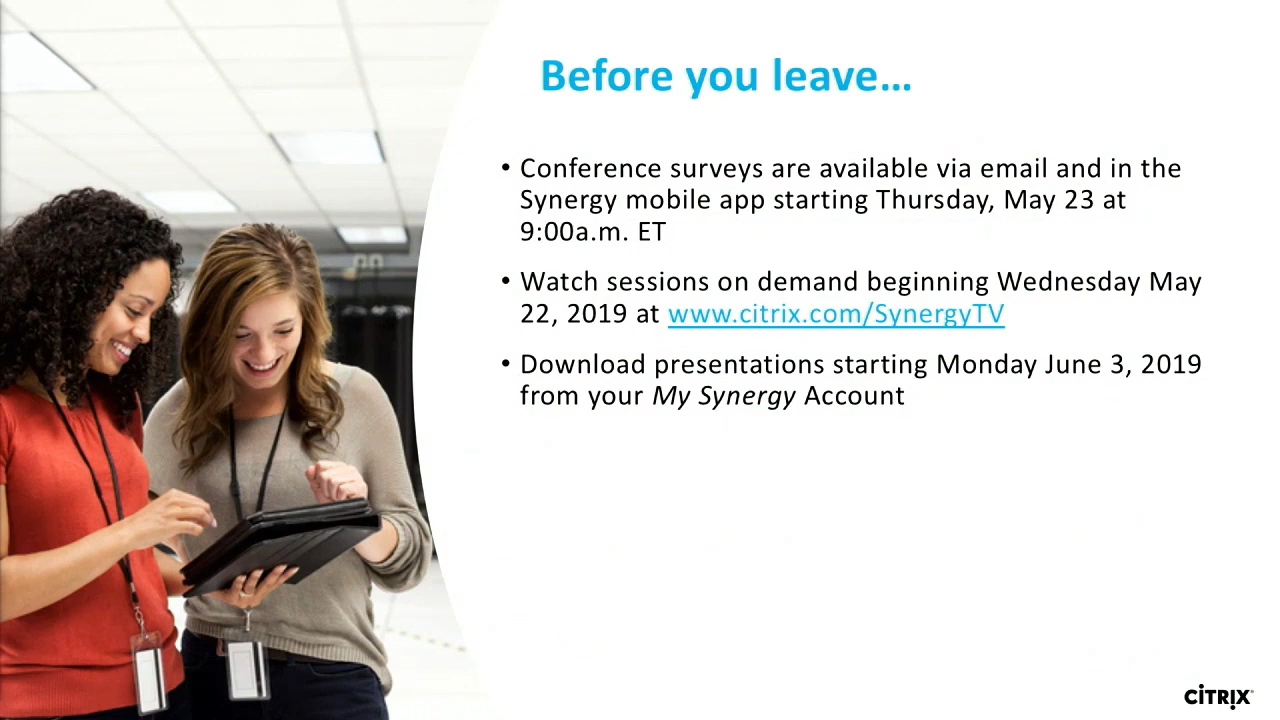 Before you leave…
• Conference surveys are available via email and in the
Synergy mobile app starting Thursday, May 23 at
9:00a.m. ET
• Watch sessions on demand beginning Wednesday May
22, 2019 at www.citrix.com/SynergyTV
• Download presentations starting Monday June 3, 2019
from your My Synergy Account
CiTRIX